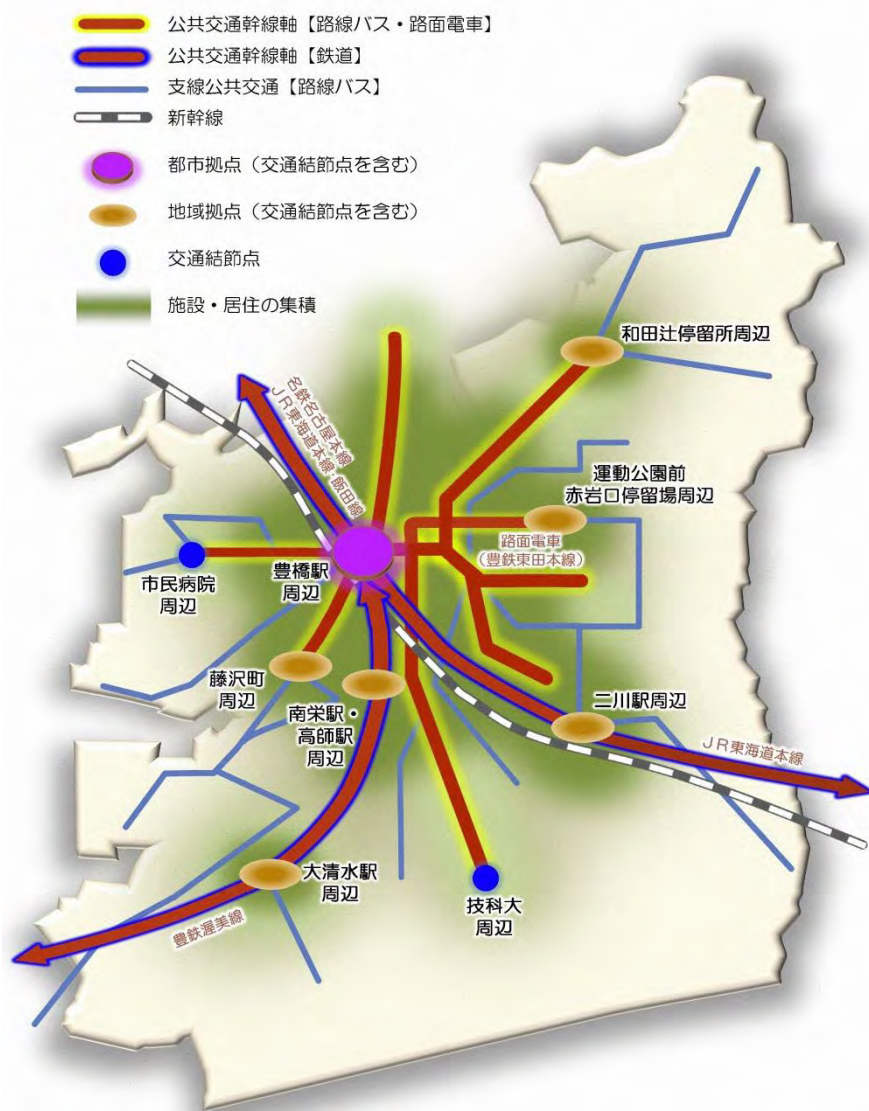 公共交通幹線軸【路線バス・路面電車】
公共交通幹線軸【鉄道】
支線公共交通【路線バス】
新幹線
都市拠点（交通結節点を含む）
地域拠点（交通結節点を含む）
交通結節点
施設・居住の集積
和田辻停留所周辺
名鉄名古屋本線
JR東海道本線・飯田線
運動公園前
赤岩口停留場周辺
路面電車
（豊鉄東田本線）
市民病院
周辺
豊橋駅
周辺
藤沢町
周辺
南栄駅・
高師駅
周辺
二川駅周辺
JR東海道本線
大清水駅
周辺
技科大
周辺
豊鉄渥美線